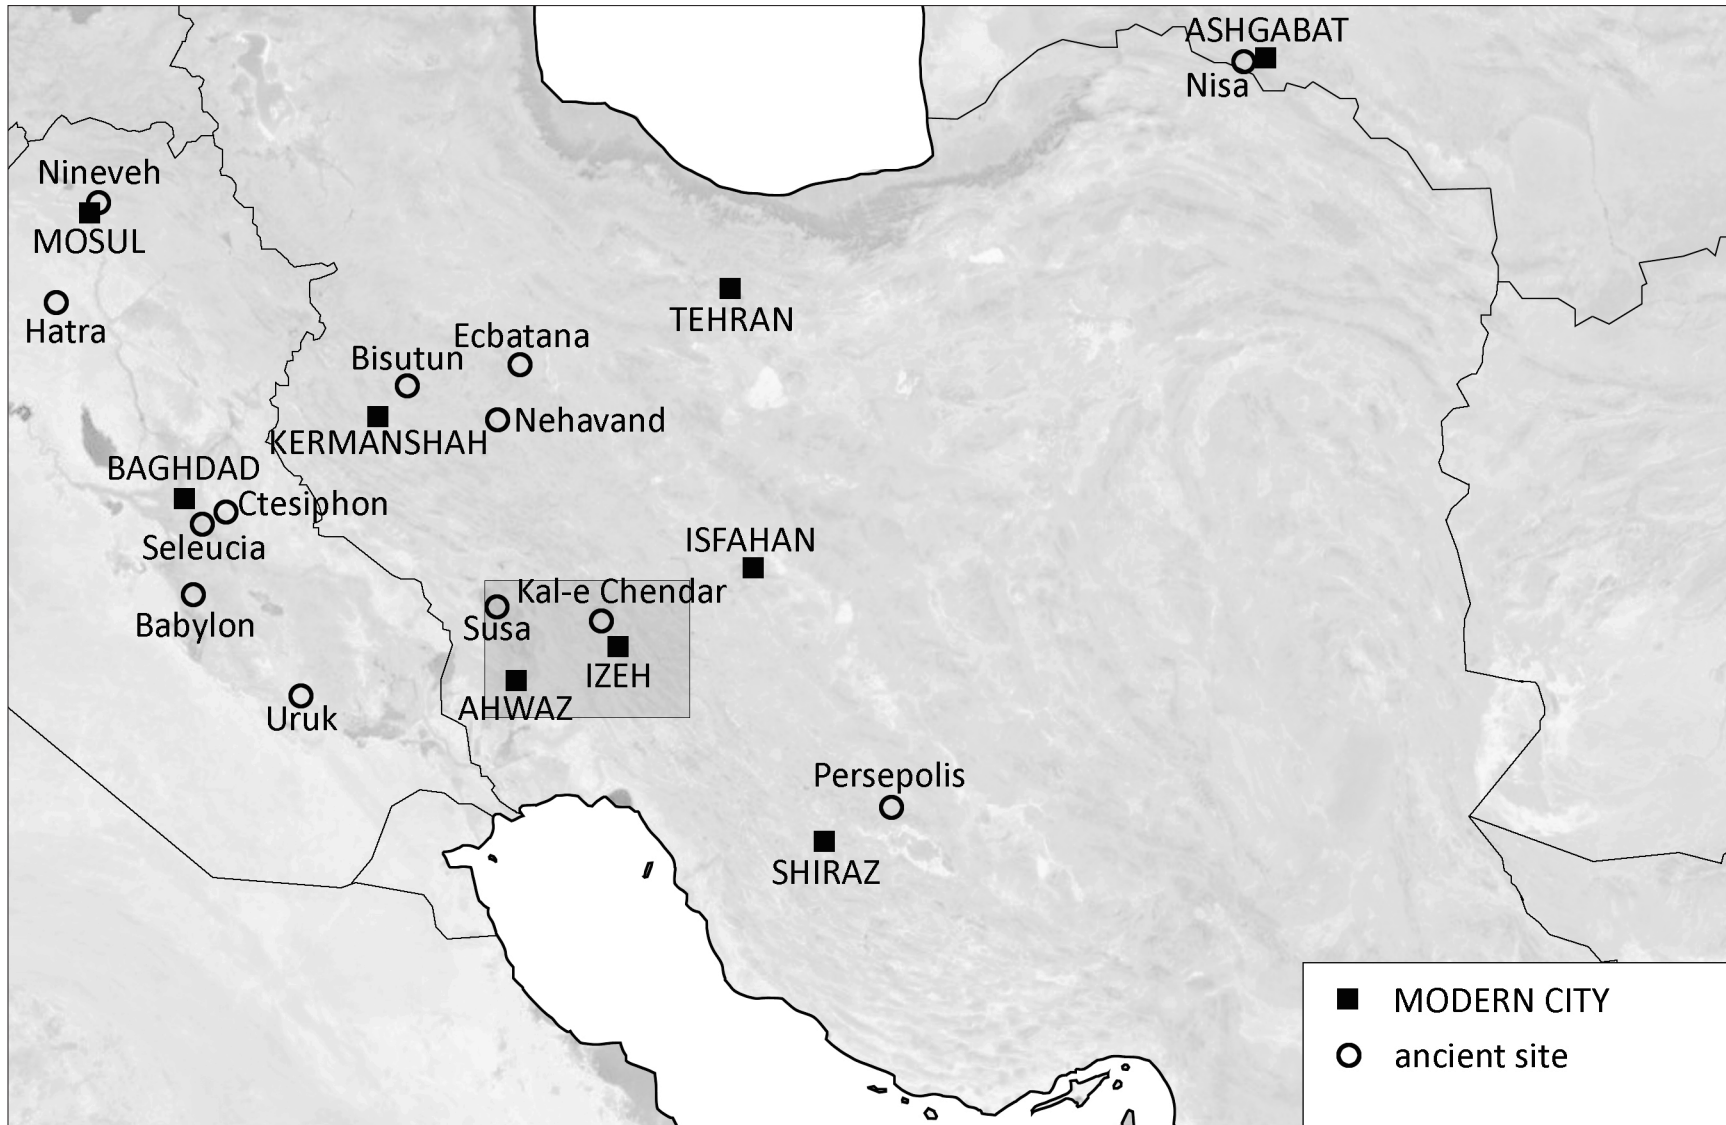 ASHGABAT
Nisa
Nineveh
MOSUL
Hatra
TEHRAN
Ecbatana
Bisutun
Nehavand
KERMANSHAH
BAGHDAD
Ctesiphon
Seleucia
ISFAHAN
Kal-e Chendar
Susa
Babylon
IZEH
AHWAZ
Uruk
Persepolis
SHIRAZ
MODERN CITY
ancient site